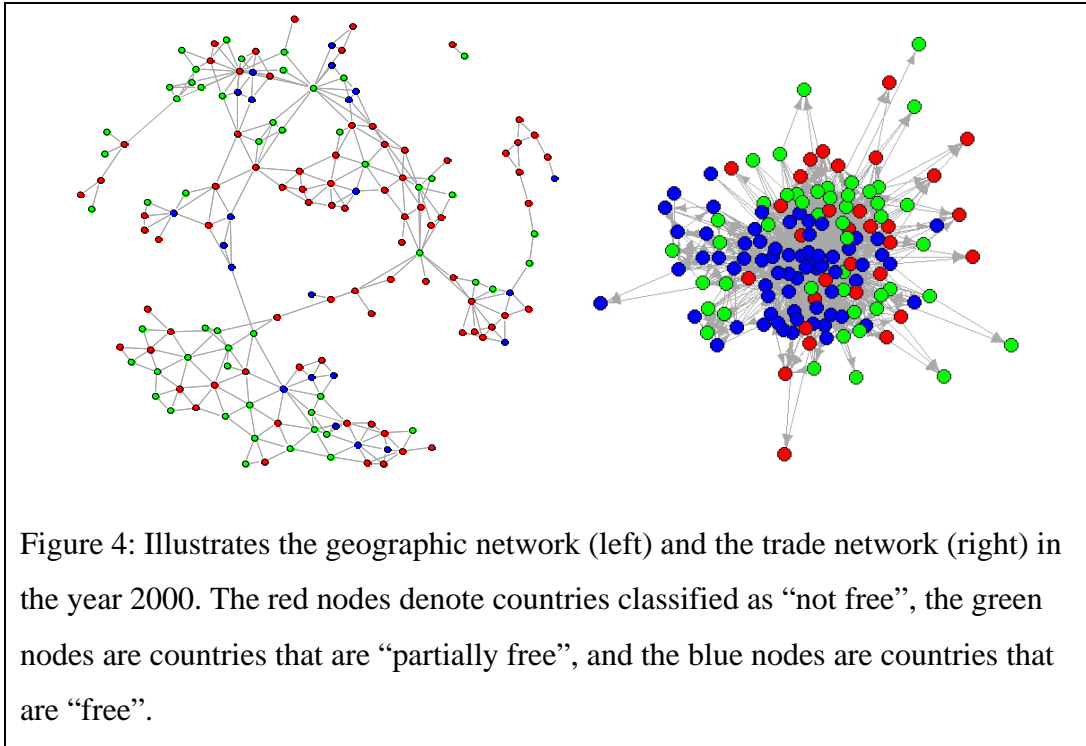 Figure 4: Illustrates the geographic network (left) and the trade network (right) in
the year 2000. The red nodes denote countries classified as “not free”, the green
nodes are countries that are “partially free”, and the blue nodes are countries that
are “free”.